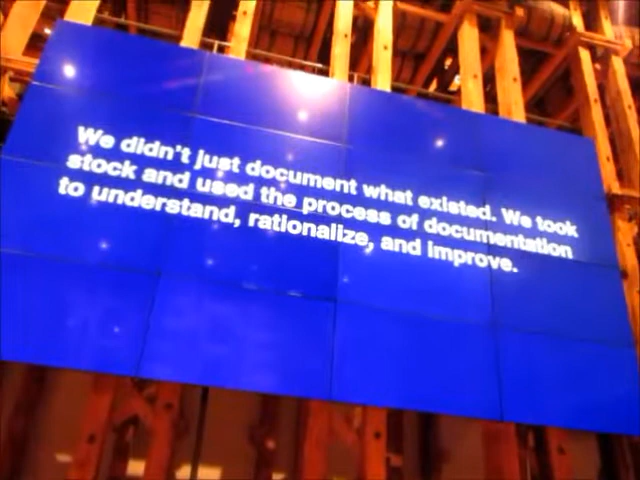 We didn't just document what existed. We took
stock and used the process of documentation
to understand, rationalize, and improve.